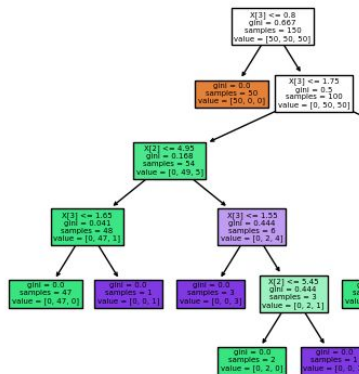 X[3] <= 0.8
gini = 0.667
samples = 150
value = [50, 50, 50]
gini = 0.0
samples = 50
value = [50, 0, 0]
X[3] <= 1.75
gini = 0.5
samples = 100
value = [0, 50, 50]
X[2] <= 4.95
gini = 0.168
samples = 54
value = [0, 49, 5]
X[3] <= 1.65
gini = 0.041
samples = 48
value = [0, 47, 1]
X[3] <= 1.55
gini = 0.444
samples = 6
value = [0, 2, 4]
gini = 0.0
samples = 47
value = [0, 47, 0]
gini = 0.0
samples = 1
value = [0, 0, 1]
gini = 0.0
samples = 3
value = [0, 0, 3]
X[2] <= 5.45
gini = 0.444
samples = 3
value = [0, 2, 1]
gini = 0.0
samples = 2
value = [0, 2, 0]
gini = 0.0
samples = 1
value = [0, 0,